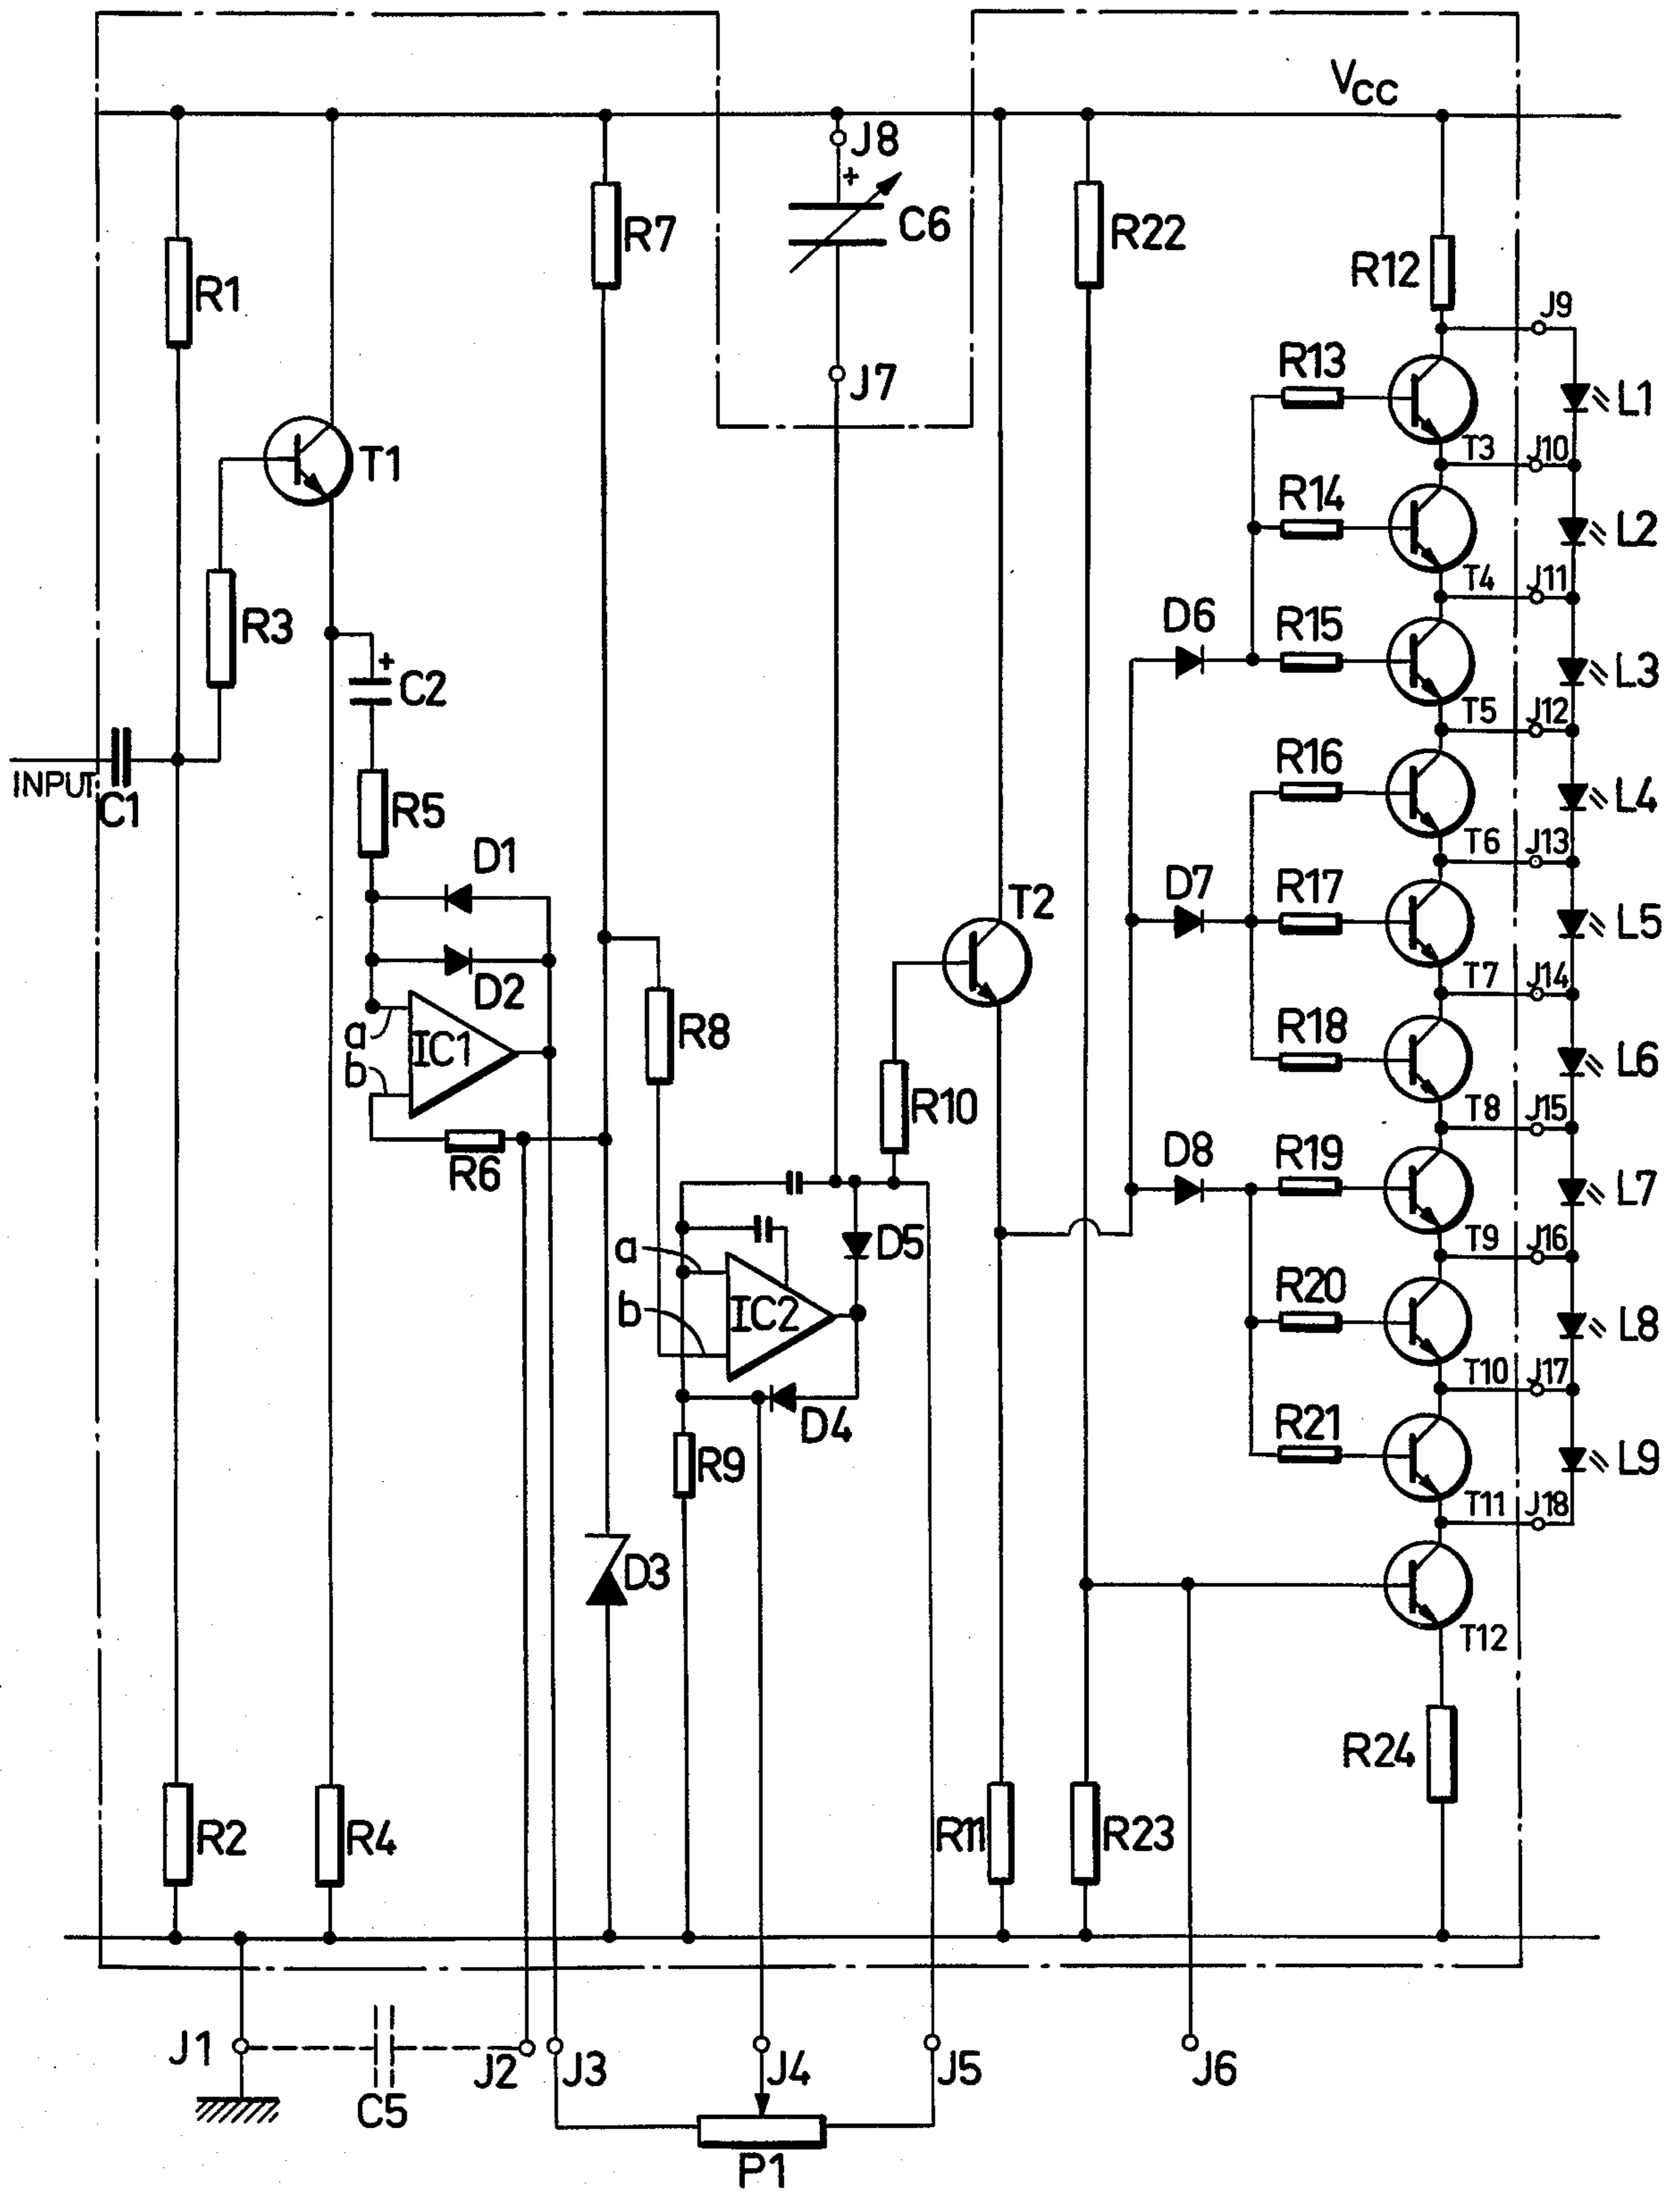 VCC
J8
+
C6
R7
R22
R1
R12
J9
J7
R13
L1
T1
T3
J10
R14
L2
T4
J11
R3
D6
R15
L3
+
C2
T5
J12
INPUT
C1
R16
L4
R5
T6
J13
D1
D7
R17
L5
T2
D2
T7
J14
a
IC1
R8
R18
L6
b
R10
T8
J15
R6
D8
R19
L7
D5
T9
J16
a
b
IC2
R20
L8
T10
J17
D4
R21
L9
R9
T11
J18
D3
T12
R24
R2
R4
R11
R23
J1
J2
J3
J4
J5
J6
C5
P1